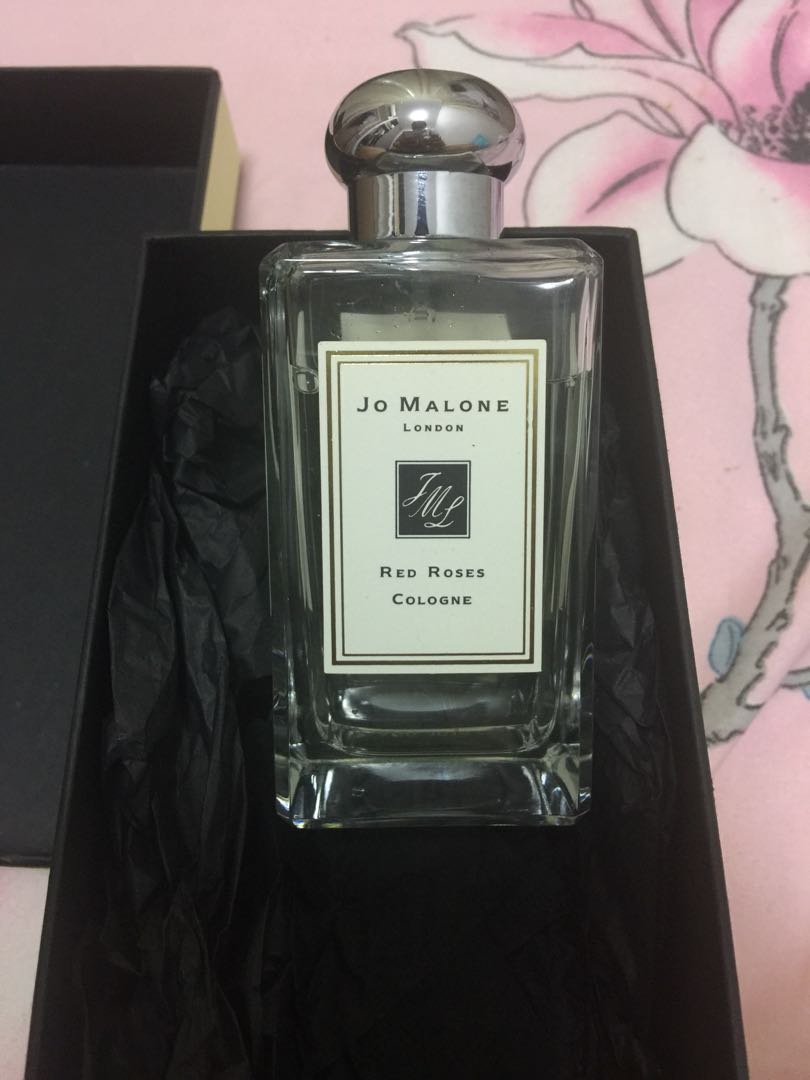 Jo Malone
London
JML
Red Roses
Cologne